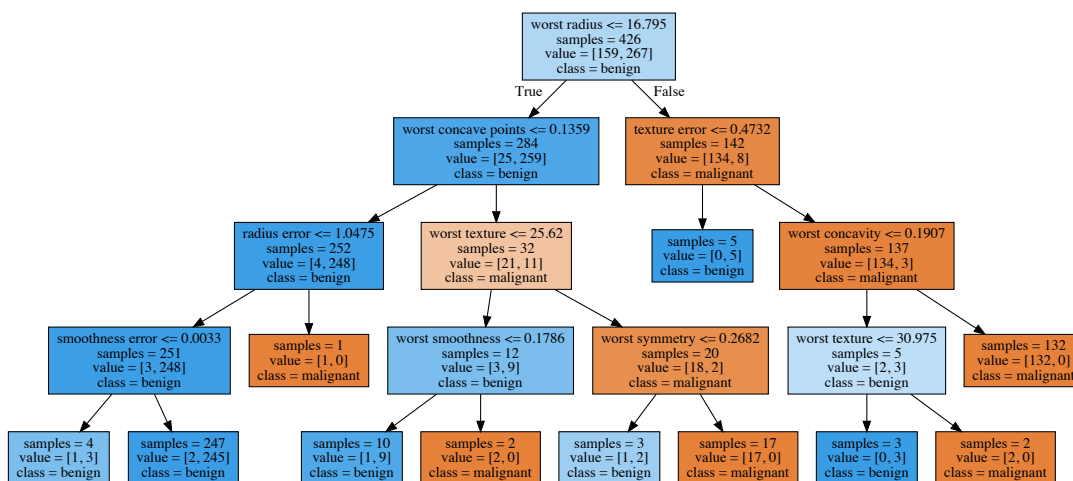 worst radius <= 16.795
samples = 426
value = [159, 267]
class = benign
True
False
worst concave points <= 0.1359
samples = 284
value = [25, 259]
class = benign
texture error <= 0.4732
samples = 142
value = [134, 8]
class = malignant
radius error <= 1.0475
samples = 252
value = [4, 248]
class = benign
worst texture <= 25.62
samples = 32
value = [21, 11]
class = malignant
samples = 5
value = [0, 5]
class = benign
worst concavity <= 0.1907
samples = 137
value = [134, 3]
class = malignant
smoothness error <= 0.0033
samples = 251
value = [3, 248]
class = benign
samples = 1
value = [1, 0]
class = malignant
worst smoothness <= 0.1786
samples = 12
value = [3, 9]
class = benign
worst symmetry <= 0.2682
samples = 20
value = [18, 2]
class = malignant
worst texture <= 30.975
samples = 5
value = [2, 3]
class = benign
samples = 132
value = [132, 0]
class = malignant
samples = 4
value = [1, 3]
class = benign
samples = 247
value = [2, 245]
class = benign
samples = 10
value = [1, 9]
class = benign
samples = 2
value = [2, 0]
class = malignant
samples = 3
value = [1, 2]
class = benign
samples = 17
value = [17, 0]
class = malignant
samples = 3
value = [0, 3]
class = benign
samples = 2
value = [2, 0]
class = malignant